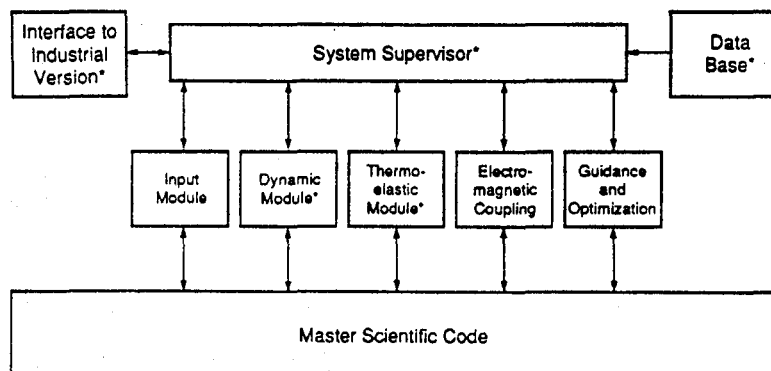 Interface to
Industrial
Version*
System Supervisor*
Data
Base*
Input
Module
Dynamic
Module*
Thermo-
elastic
Module*
Electro-
magnetic
Coupling
Guidance
and
Optimization
Master Scientific Code